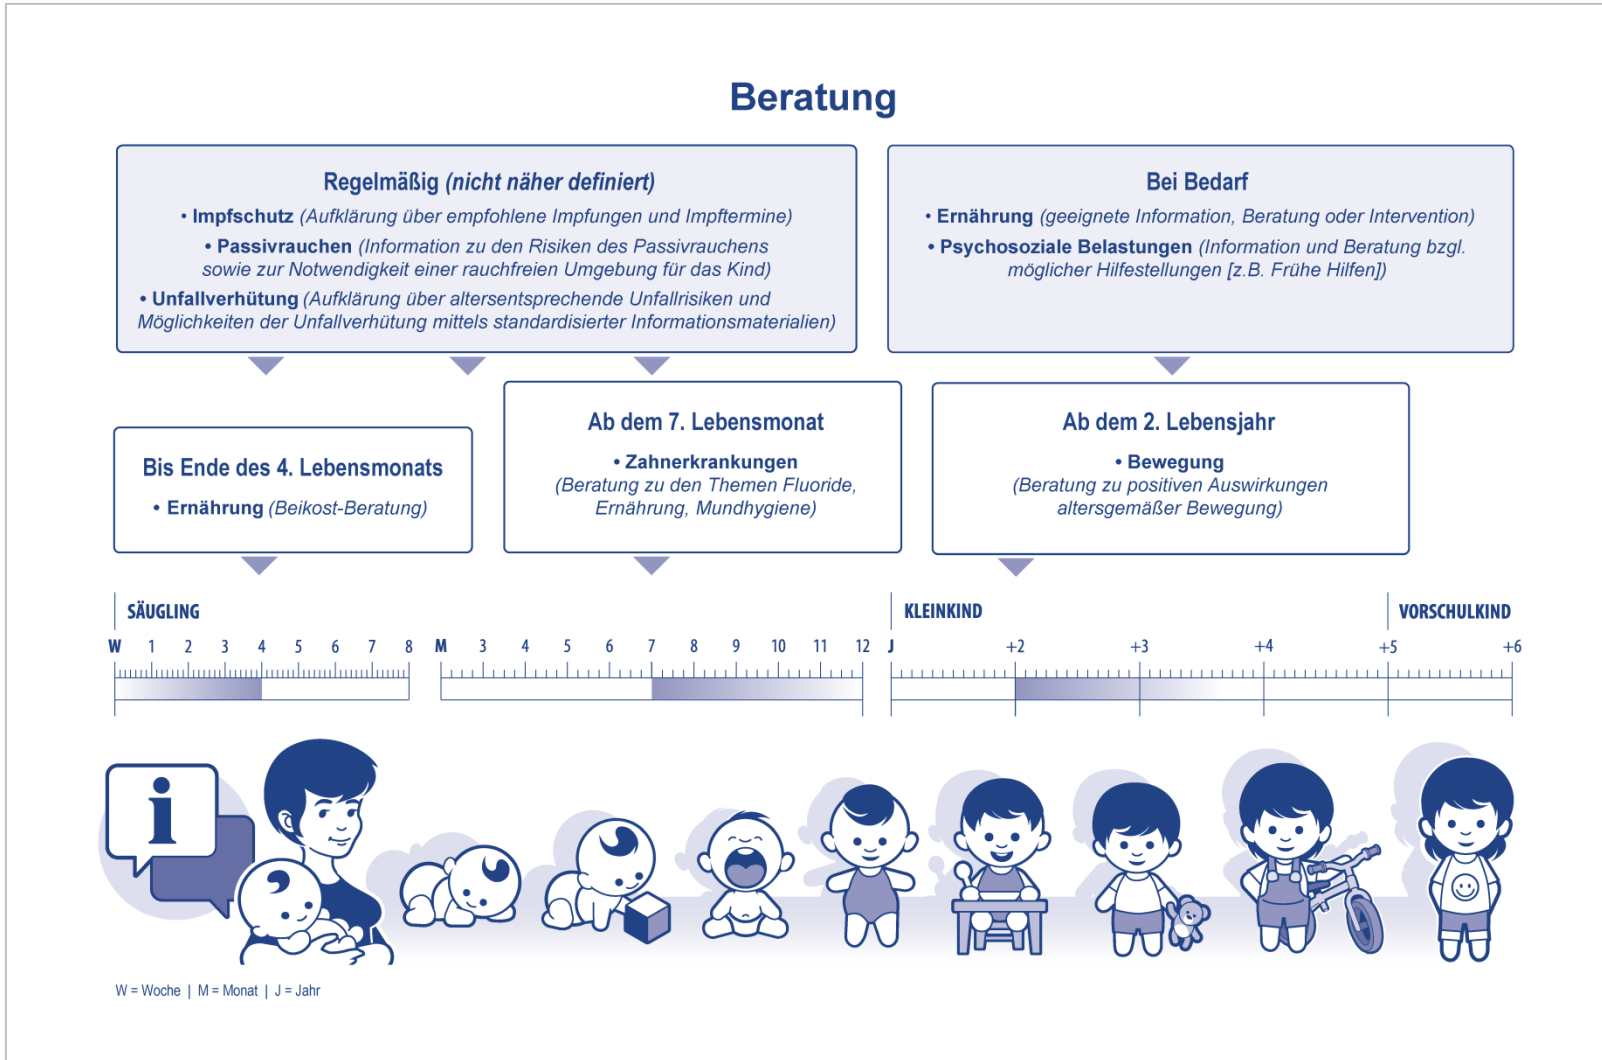 Beratung
Regelmäßig (nicht näher definiert)
• Impfschutz (Aufklärung über empfohlene Impfungen und Impftermine)
• Passivrauchen (Information zu den Risiken des Passivrauchens
sowie zur Notwendigkeit einer rauchfreien Umgebung für das Kind)
• Unfallverhütung (Aufklärung über altersentsprechende Unfallrisiken und
Möglichkeiten der Unfallverhütung mittels standardisierter Informationsmaterialien)
Bei Bedarf
• Ernährung (geeignete Information, Beratung oder Intervention)
• Psychosoziale Belastungen (Information und Beratung bzgl.
möglicher Hilfestellungen [z.B. Frühe Hilfen])
Bis Ende des 4. Lebensmonats
• Ernährung (Beikost-Beratung)
Ab dem 7. Lebensmonat
• Zahnerkrankungen
(Beratung zu den Themen Fluoride,
Ernährung, Mundhygiene)
Ab dem 2. Lebensjahr
• Bewegung
(Beratung zu positiven Auswirkungen
altersgemäßer Bewegung)
SÄUGLING KLEINKIND VORSCHULKIND
W 1 2 3 4 5 6 7 8 M 3 4 5 6 7 8 9 10 11 12 J +2 +3 +4 +5 +6
i
W = Woche | M = Monat | J = Jahr